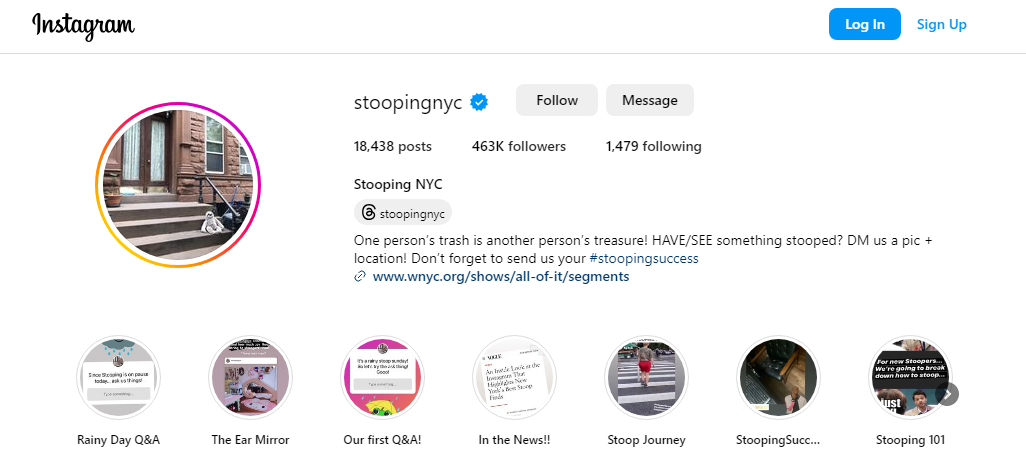 Instagram
Log In
Sign Up
stoopingnyc
Follow
Message
18,438 posts
463K followers
1,479 following
Stooping NYC
stoopingnyc
One person’s trash is another person’s treasure! HAVE/SEE something stooped? DM us a pic +
location! Don’t forget to send us your #stoopingsuccess
www.wnyc.org/shows/all-of-it/segments
Since Stooping is on pause
today... ask us things!
Type something...
It's a rainy stoop sunday!
Type something...
VOGUE
An Inside Look at the
Instagram That
Highlights New
York's Best Stoop
Finds
For new Stoopers...
We're going to break
down how to stoop...
just
Rainy Day Q&A
The Ear Mirror
Our first Q&A!
In the News!!
Stoop Journey
StoopingSucc...
Stooping 101